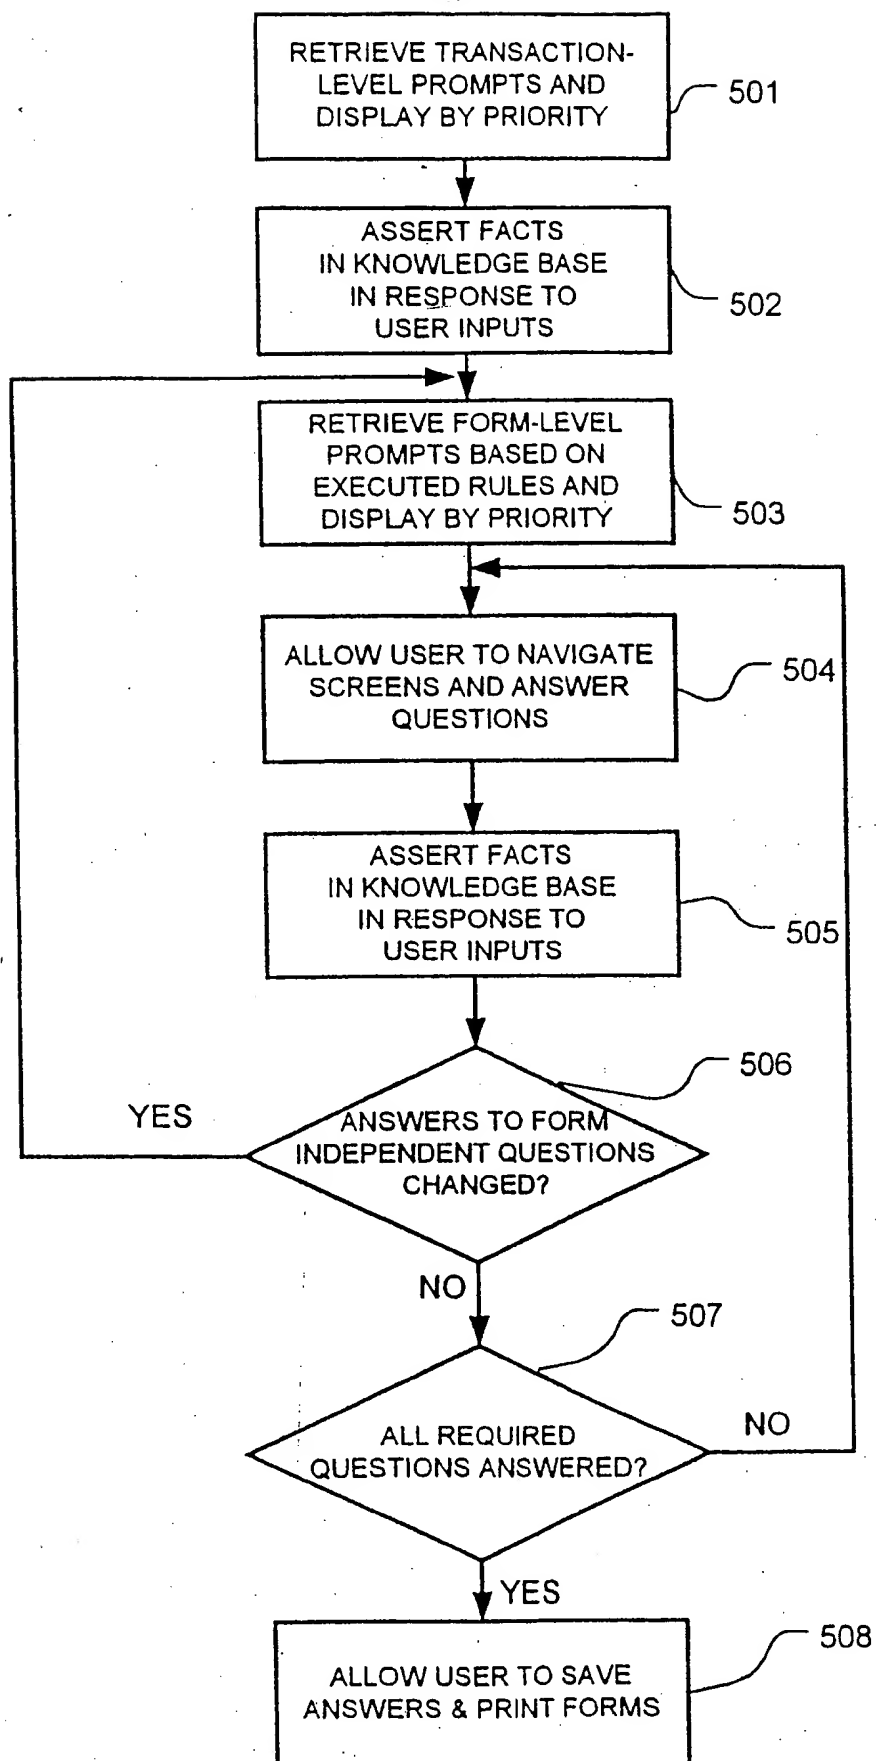 RETRIEVE TRANSACTION-
LEVEL PROMPTS AND
DISPLAY BY PRIORITY
501
ASSERT FACTS
IN KNOWLEDGE BASE
IN RESPONSE TO
USER INPUTS
502
RETRIEVE FORM-LEVEL
PROMPTS BASED ON
EXECUTED RULES AND
DISPLAY BY PRIORITY
503
ALLOW USER TO NAVIGATE
SCREENS AND ANSWER
QUESTIONS
504
ASSERT FACTS
IN KNOWLEDGE BASE
IN RESPONSE TO
USER INPUTS
505
506
YES
ANSWERS TO FORM
INDEPENDENT QUESTIONS
CHANGED?
NO
507
ALL REQUIRED
QUESTIONS ANSWERED?
NO
YES
508
ALLOW USER TO SAVE
ANSWERS & PRINT FORMS